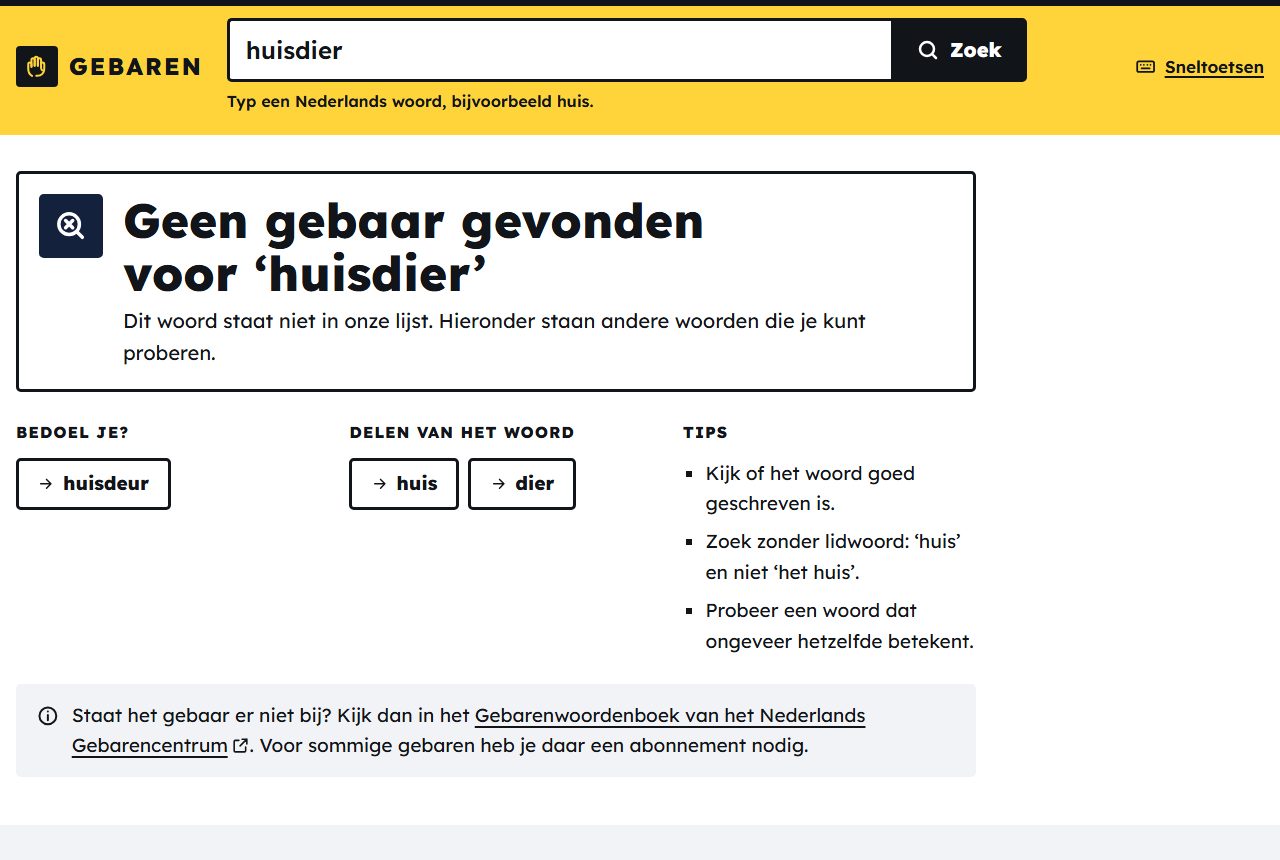 GEBAREN
huisdier
Zoek
Typ een Nederlands woord, bijvoorbeeld huis.
Sneltoetsen
Geen gebaar gevonden
voor ‘huisdier’
Dit woord staat niet in onze lijst. Hieronder staan andere woorden die je kunt
proberen.
BEDOEL JE?
→ huisdeur
DELEN VAN HET WOORD
→ huis → dier
TIPS
▪ Kijk of het woord goed
geschreven is.
▪ Zoek zonder lidwoord: ‘huis’
en niet ‘het huis’.
▪ Probeer een woord dat
ongeveer hetzelfde betekent.
Staat het gebaar er niet bij? Kijk dan in het Gebarenwoordenboek van het Nederlands
Gebarencentrum. Voor sommige gebaren heb je daar een abonnement nodig.